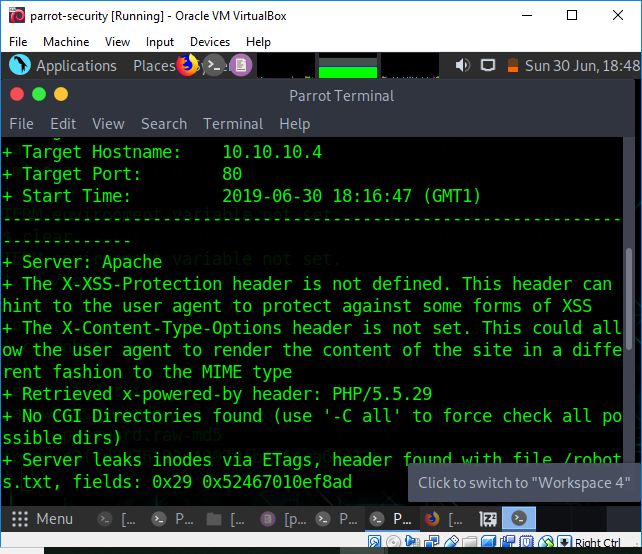 parrot-security [Running] - Oracle VM VirtualBox
File Machine View Input Devices Help
Applications Places Sun 30 Jun, 18:48
Parrot Terminal
File Edit View Search Terminal Help
+ Target Hostname: 10.10.10.4
+ Target Port: 80
+ Start Time: 2019-06-30 18:16:47 (GMT1)
---------------------------------------------------------------
-------------
+ Server: Apache
+ The X-XSS-Protection header is not defined. This header can
hint to the user agent to protect against some forms of XSS
+ The X-Content-Type-Options header is not set. This could all
ow the user agent to render the content of the site in a diffe
rent fashion to the MIME type
+ Retrieved x-powered-by header: PHP/5.5.29
+ No CGI Directories found (use '-C all' to force check all po
ssible dirs)
+ Server leaks inodes via ETags, header found with file /robot
s.txt, fields: 0x29 0x52467010ef8ad
Click to switch to "Workspace 4"
Menu [... P... [... [p... P... P... [...
Right Ctrl